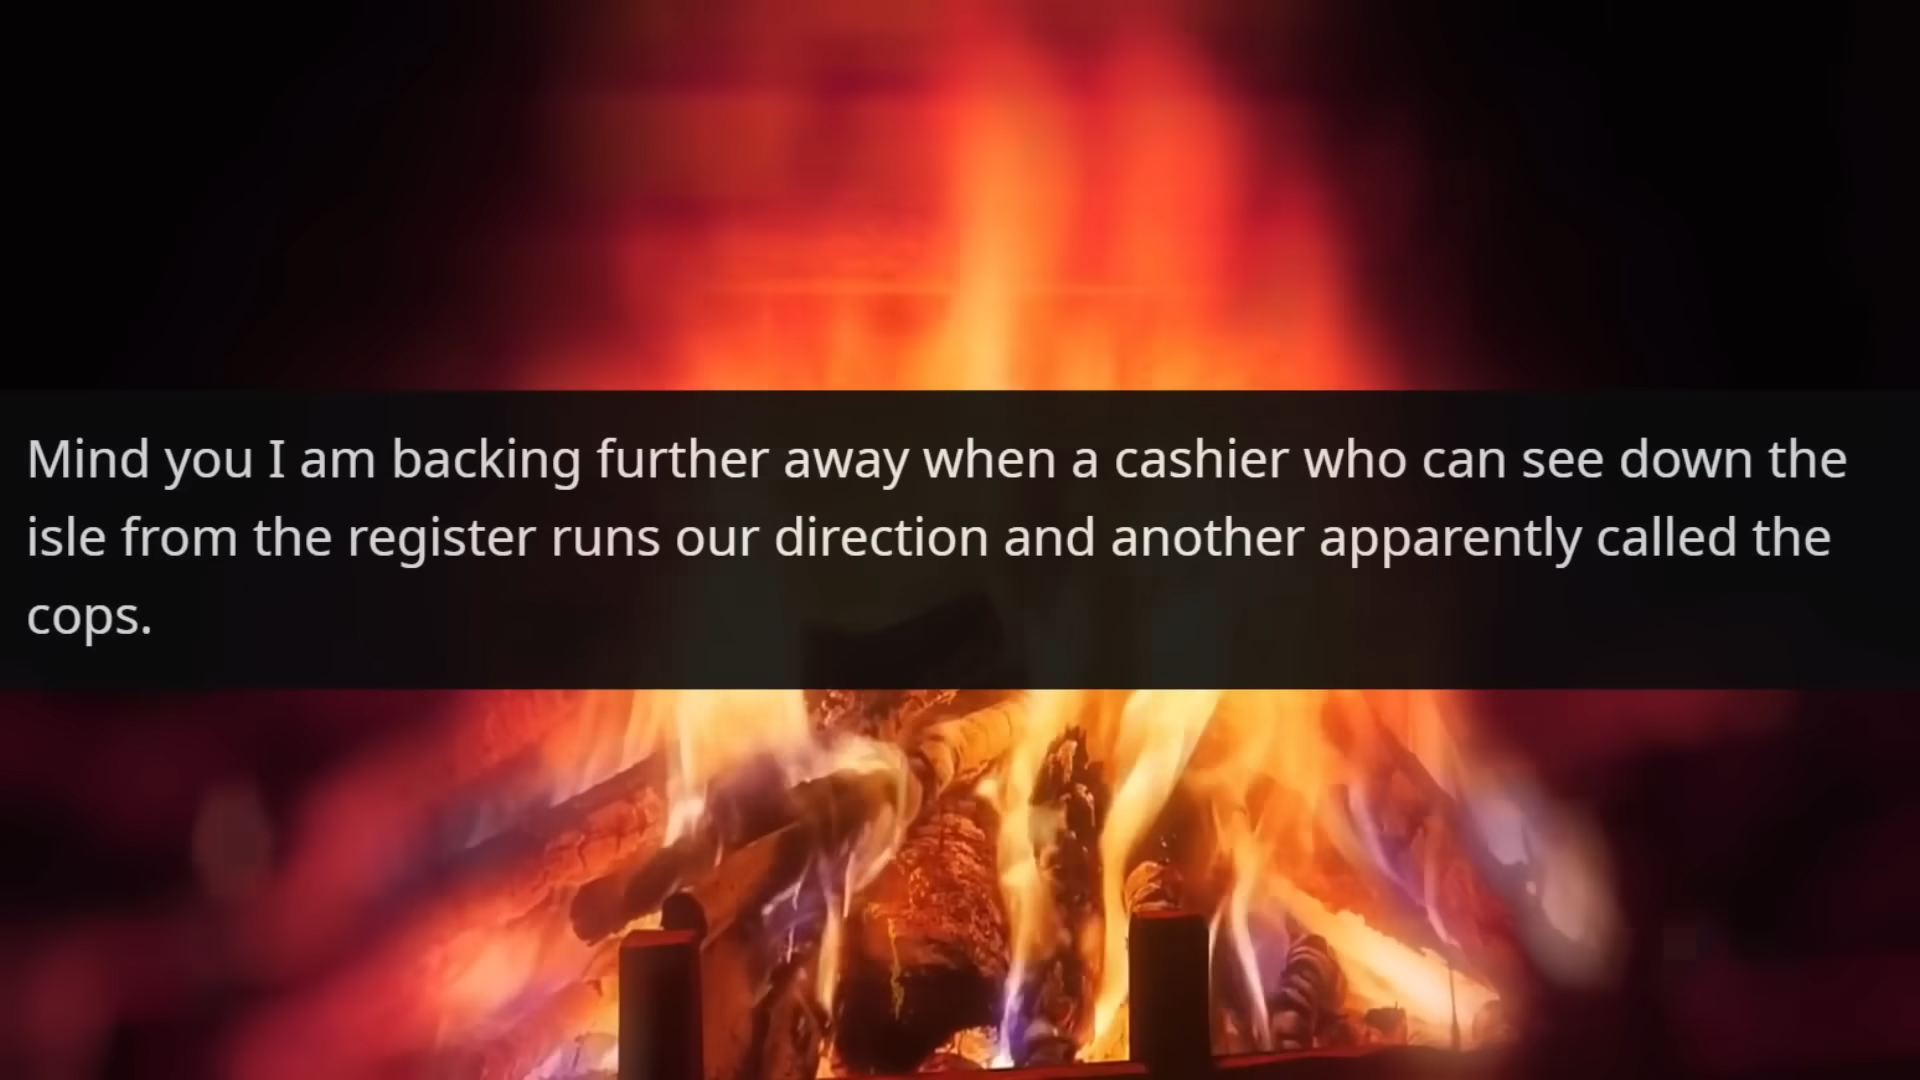 Mind you I am backing further away when a cashier who can see down the
isle from the register runs our direction and another apparently called the
cops.